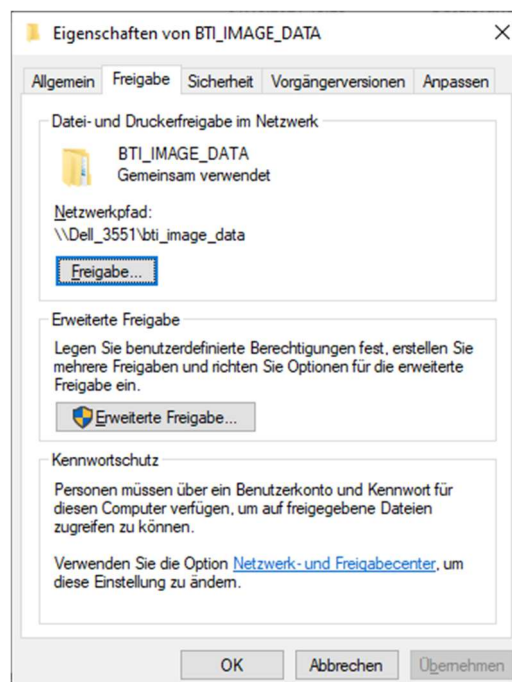 Eigenschaften von BTI_IMAGE_DATA
Allgemein Freigabe Sicherheit Vorgängerversionen Anpassen
Datei- und Druckerfreigabe im Netzwerk
BTI_IMAGE_DATA
Gemeinsam verwendet
Netzwerkpfad:
\\Dell_3551\bti_image_data
Freigabe...
Erweiterte Freigabe
Legen Sie benutzerdefinierte Berechtigungen fest, erstellen Sie
mehrere Freigaben und richten Sie Optionen für die erweiterte
Freigabe ein.
Erweiterte Freigabe...
Kennwortschutz
Personen müssen über ein Benutzerkonto und Kennwort für
diesen Computer verfügen, um auf freigegebene Dateien
zugreifen zu können.
Verwenden Sie die Option Netzwerk- und Freigabecenter, um
diese Einstellung zu ändern.
OK Abbrechen Übernehmen